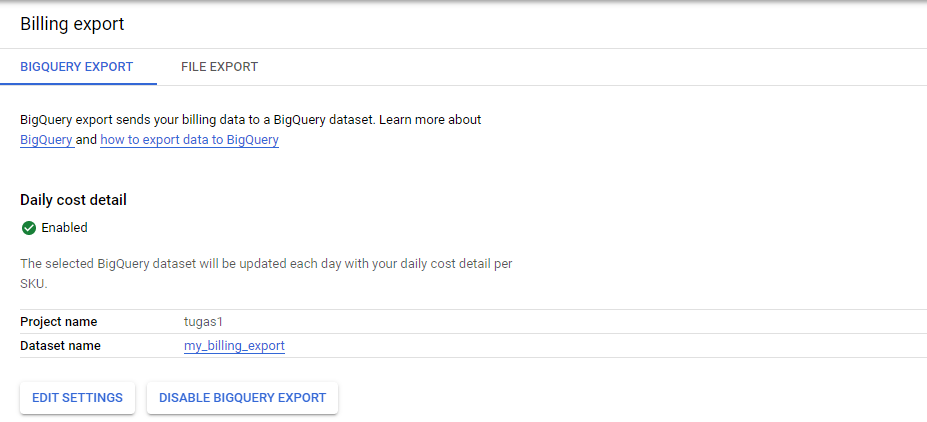 Billing export
BIGQUERY EXPORT FILE EXPORT
BigQuery export sends your billing data to a BigQuery dataset. Learn more about
BigQuery and how to export data to BigQuery
Daily cost detail
Enabled
The selected BigQuery dataset will be updated each day with your daily cost detail per
SKU.
Project name tugas1
Dataset name my_billing_export
EDIT SETTINGS DISABLE BIGQUERY EXPORT